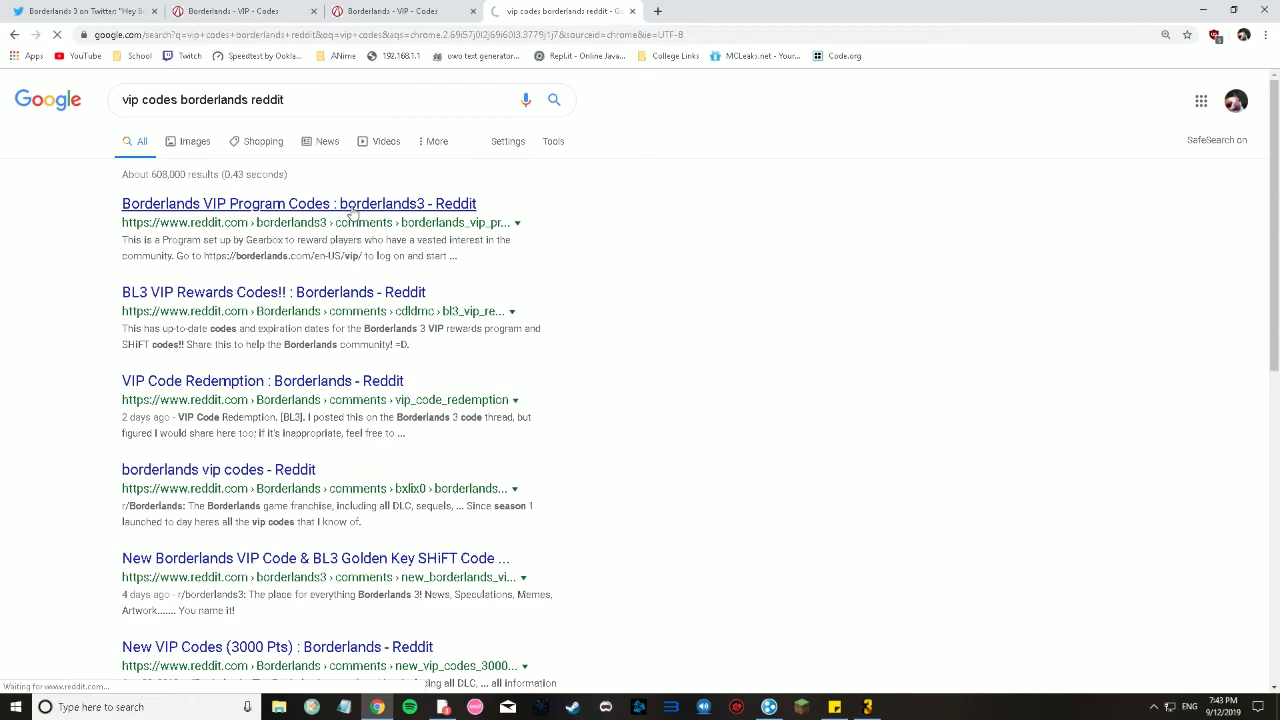 Borderlands 3 on Twitter: "Hey Bo
Borderlands - VIP - Codes
Borderlands - VIP - Codes
vip codes borderlands reddit - G
google.com/search?q=vip+codes+borderlands+reddit&oq=vip+codes&aqs=chrome.2.69i57j0l2j69i60l3.3779j1j7&sourceid=chrome&ie=UTF-8
Apps YouTube School Twitch Speedtest by Ookla... ANime 192.168.1.1 owo text generator... Repl.it - Online Java... College Links MCLeaks.net - Your... Code.org
Google
vip codes borderlands reddit
All Images Shopping News Videos More Settings Tools
SafeSearch on
About 608,000 results (0.43 seconds)
Borderlands VIP Program Codes : borderlands3 - Reddit
https://www.reddit.com › borderlands3 › comments › borderlands_vip_pr...
This is a Program set up by Gearbox to reward players who have a vested interest in the
community. Go to https://borderlands.com/en-US/vip/ to log on and start ...
BL3 VIP Rewards Codes!! : Borderlands - Reddit
https://www.reddit.com › Borderlands › comments › cdldmc › bl3_vip_re...
This has up-to-date codes and expiration dates for the Borderlands 3 VIP rewards program and
SHiFT codes!! Share this to help the Borderlands community! =D.
VIP Code Redemption : Borderlands - Reddit
https://www.reddit.com › Borderlands › comments › vip_code_redemption
2 days ago - VIP Code Redemption. [BL3]. I posted this on the Borderlands 3 code thread, but
figured I would share here too; if it's inappropriate, feel free to ...
borderlands vip codes - Reddit
https://www.reddit.com › Borderlands › comments › bxlix0 › borderlands...
r/Borderlands: The Borderlands game franchise, including all DLC, sequels, ... Since season 1
launched to day heres all the vip codes that I know of.
New Borderlands VIP Code & BL3 Golden Key SHiFT Code ...
https://www.reddit.com › borderlands3 › comments › new_borderlands_vi...
4 days ago - r/borderlands3: The place for everything Borderlands 3! News, Speculations, Memes,
Artwork....... You name it!
New VIP Codes (3000 Pts) : Borderlands - Reddit
https://www.reddit.com › Borderlands › comments › new_vip_codes_3000...
all DLC, ... all information
Waiting for www.reddit.com...
Type here to search
ENG
7:43 PM
9/12/2019